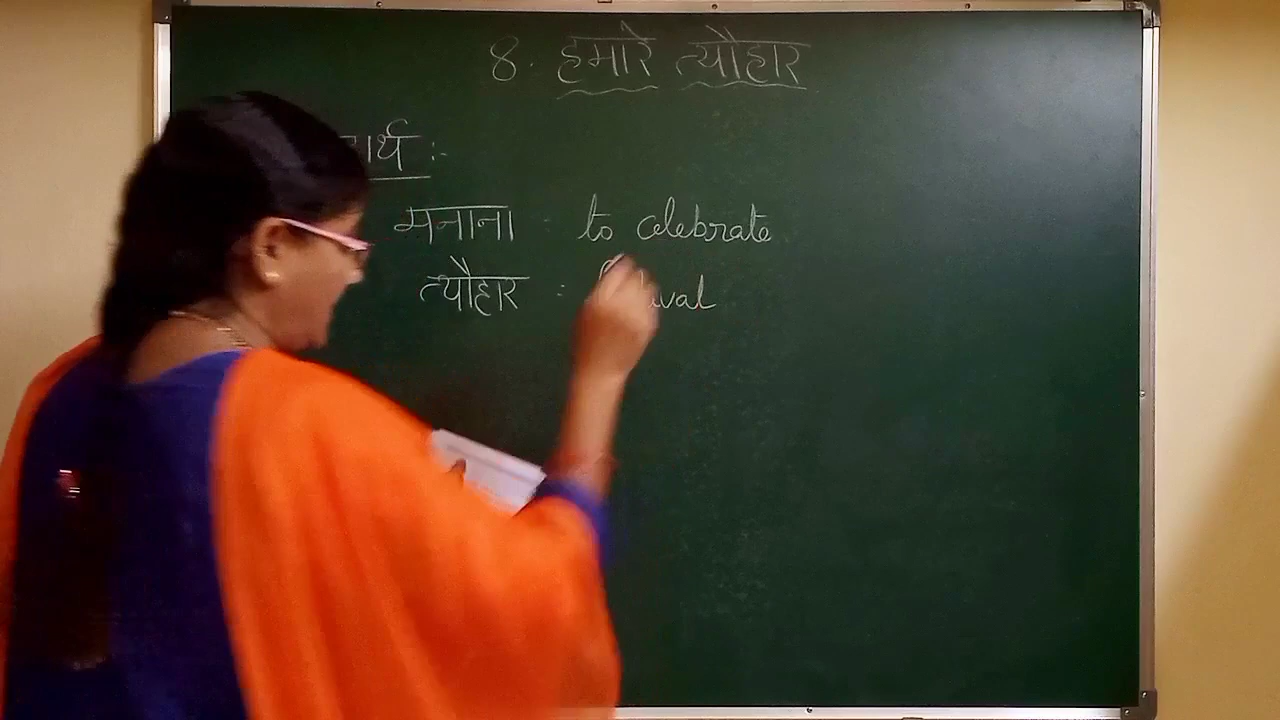 8. हमारे त्यौहार
मनाना = to celebrate
त्यौहार =